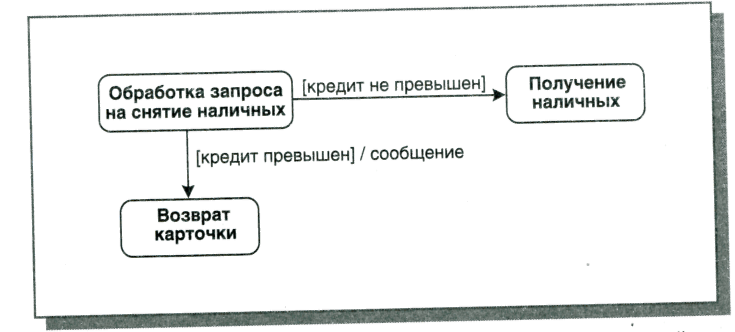 Обработка запроса
на снятие наличных
[кредит не превышен]
Получение
наличных
[кредит превышен] / сообщение
Возврат
карточки